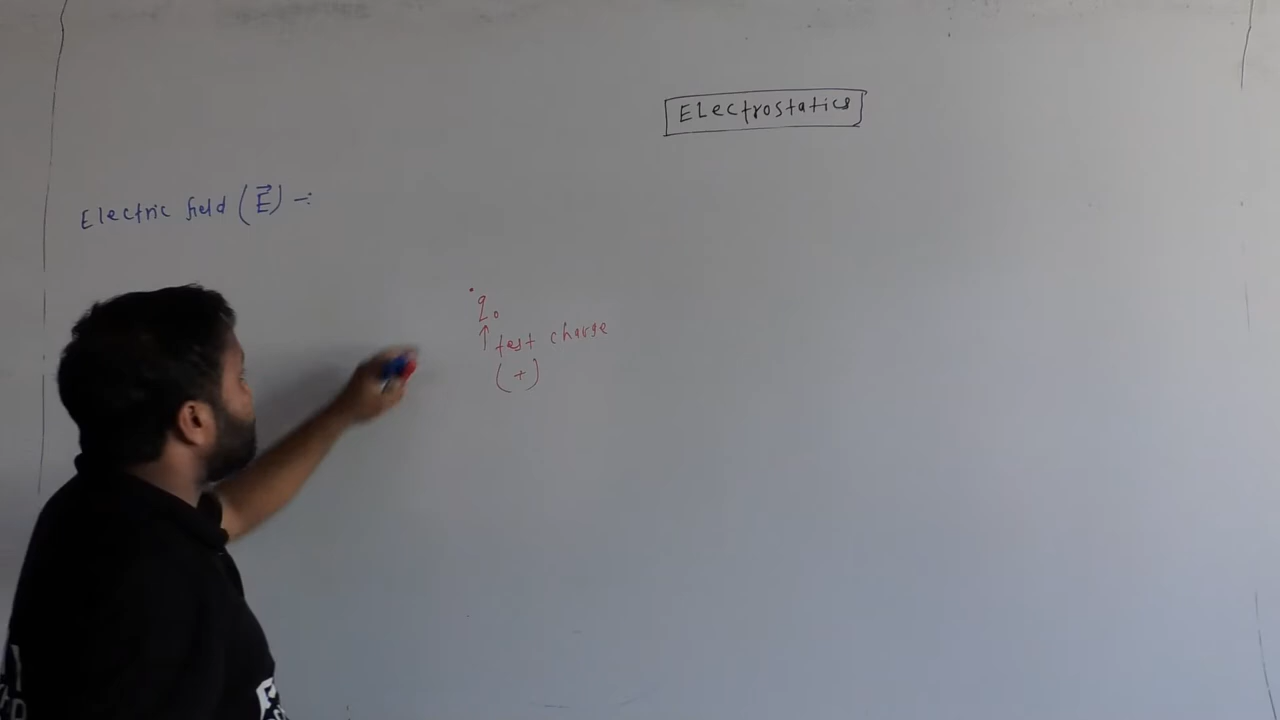 Electrostatics
Electric field (E⃗) -:
q₀
↑ test charge
(+)